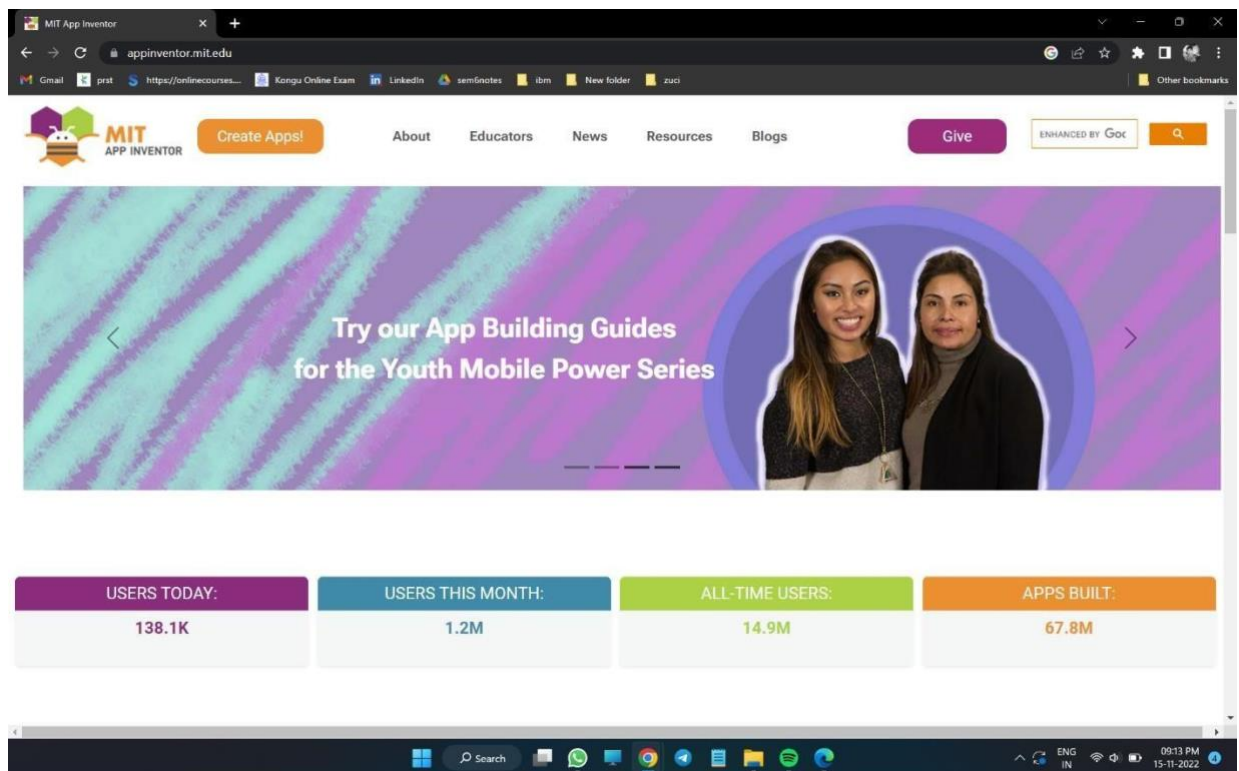 MIT App Inventor
appinventor.mit.edu
Gmail prst https://onlinecourses.... Kongu Online Exam LinkedIn sem6notes ibm New folder zuci Other bookmarks
MIT
APP INVENTOR
Create Apps! About Educators News Resources Blogs Give ENHANCED BY Goc
Try our App Building Guides
for the Youth Mobile Power Series
USERS TODAY: USERS THIS MONTH: ALL-TIME USERS: APPS BUILT:
138.1K 1.2M 14.9M 67.8M
Search
ENG 09:13 PM
IN 15-11-2022 4